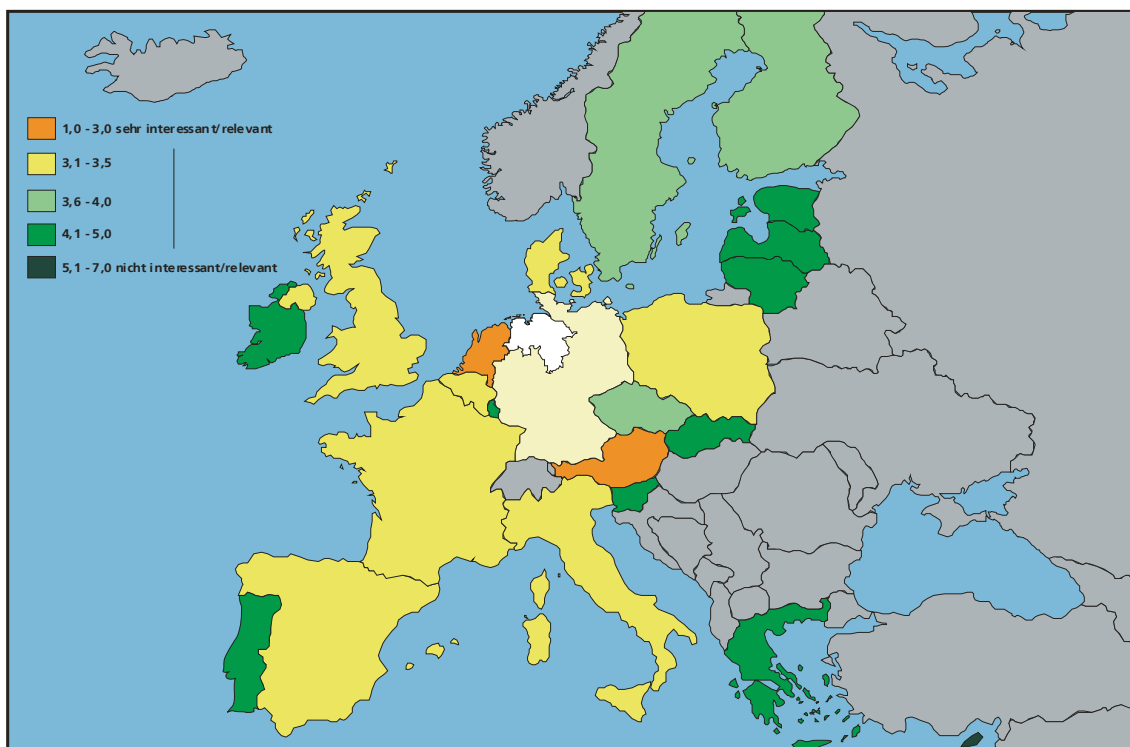 1,0 - 3,0 sehr interessant/relevant
3,1 - 3,5
3,6 - 4,0
4,1 - 5,0
5,1 - 7,0 nicht interessant/relevant